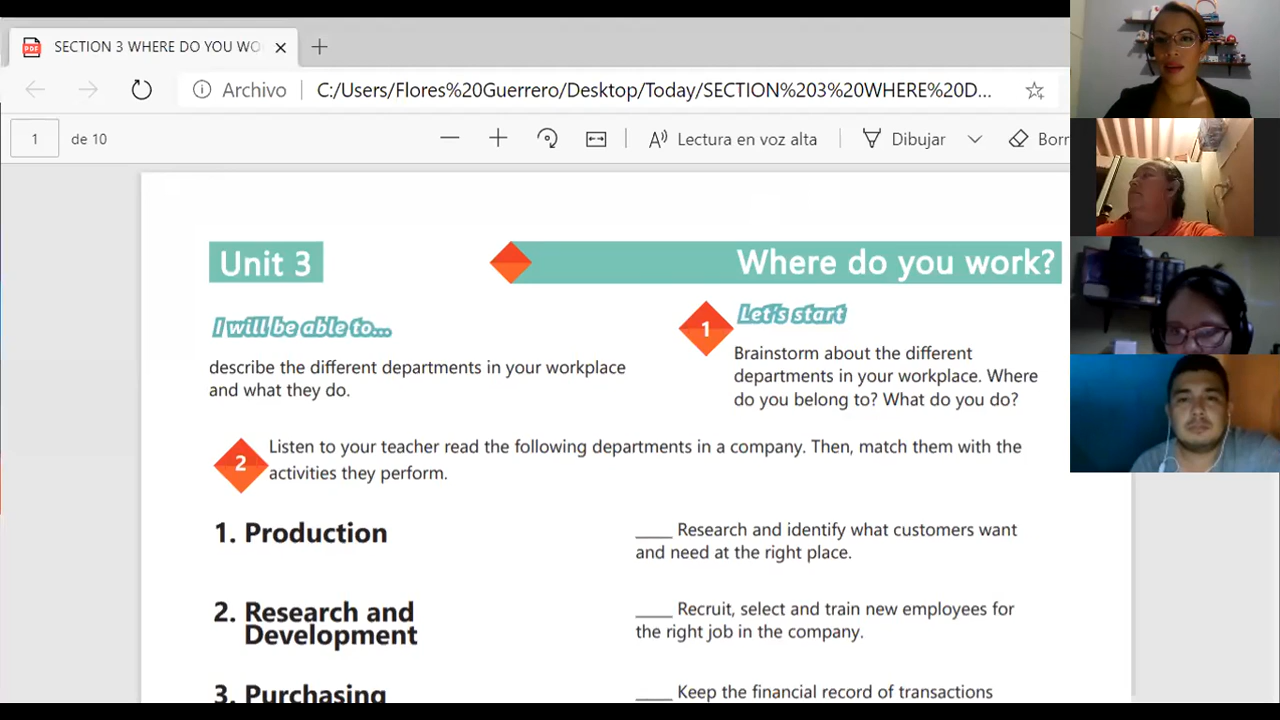 SECTION 3 WHERE DO YOU WO
Archivo C:/Users/Flores%20Guerrero/Desktop/Today/SECTION%203%20WHERE%20D...
1 de 10 Lectura en voz alta Dibujar Borr
Unit 3 Where do you work?
I will be able to...
describe the different departments in your workplace
and what they do.
1 Let's start
Brainstorm about the different
departments in your workplace. Where
do you belong to? What do you do?
2 Listen to your teacher read the following departments in a company. Then, match them with the
activities they perform.
1. Production
____ Research and identify what customers want
and need at the right place.
2. Research and
Development
____ Recruit, select and train new employees for
the right job in the company.
3. Purchasing
____ Keep the financial record of transactions